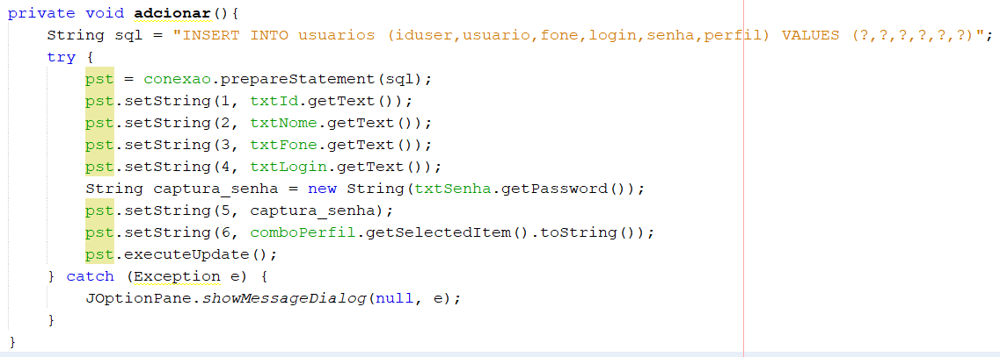 private void adcionar(){
String sql = "INSERT INTO usuarios (iduser,usuario,fone,login,senha,perfil) VALUES (?,?,?,?,?,?)";
try {
pst = conexao.prepareStatement(sql);
pst.setString(1, txtId.getText());
pst.setString(2, txtNome.getText());
pst.setString(3, txtFone.getText());
pst.setString(4, txtLogin.getText());
String captura_senha = new String(txtSenha.getPassword());
pst.setString(5, captura_senha);
pst.setString(6, comboPerfil.getSelectedItem().toString());
pst.executeUpdate();
} catch (Exception e) {
JOptionPane.showMessageDialog(null, e);
}
}